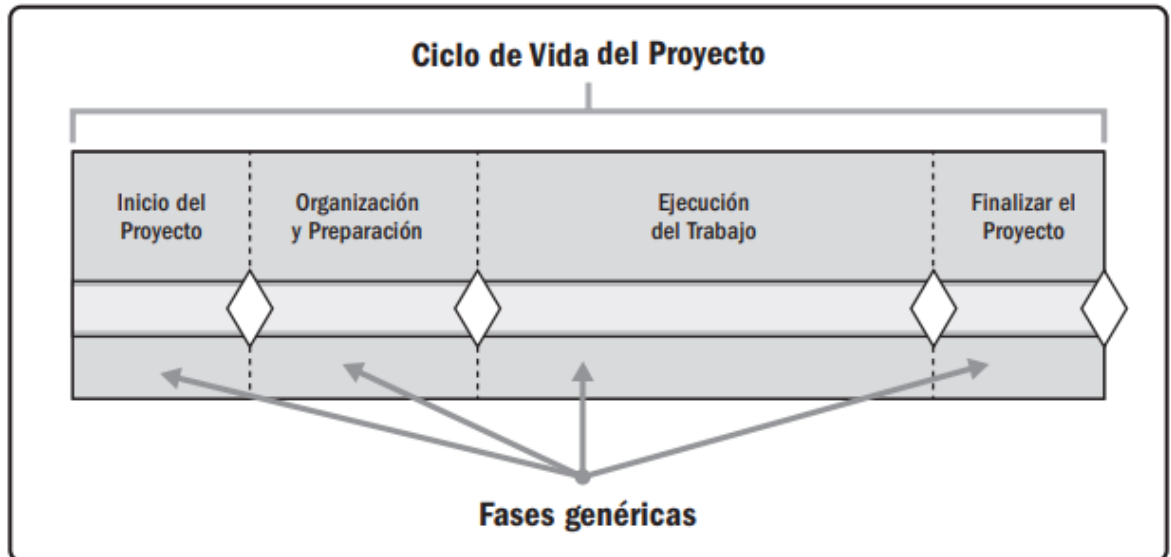 Ciclo de Vida del Proyecto
Inicio del
Proyecto
Organización
y Preparación
Ejecución
del Trabajo
Finalizar el
Proyecto
Fases genéricas